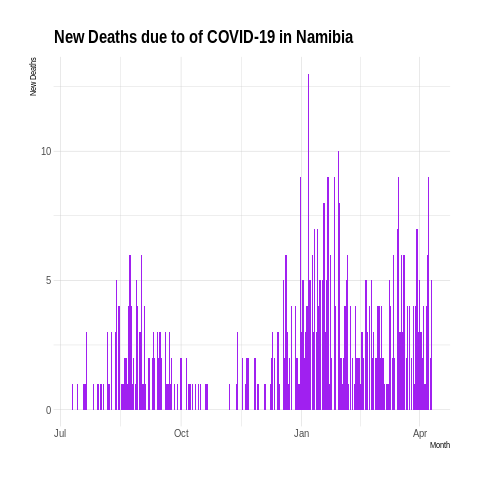 New Deaths due to of COVID-19 in Namibia
New Deaths
10
5
0
Jul Oct Jan Apr
Month